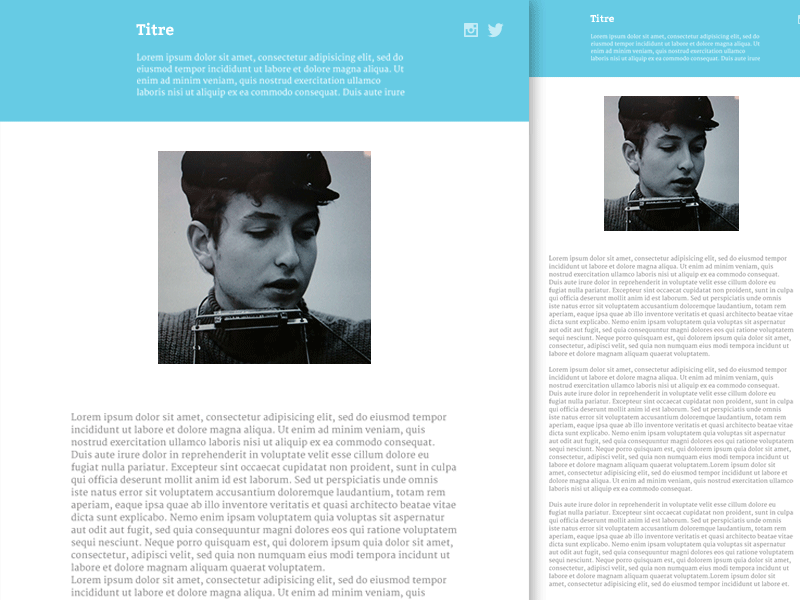 Titre
Lorem ipsum dolor sit amet, consectetur adipisicing elit, sed do
eiusmod tempor incididunt ut labore et dolore magna aliqua. Ut
enim ad minim veniam, quis nostrud exercitation ullamco
laboris nisi ut aliquip ex ea commodo consequat. Duis aute irure
Lorem ipsum dolor sit amet, consectetur adipisicing elit, sed do eiusmod tempor
incididunt ut labore et dolore magna aliqua. Ut enim ad minim veniam, quis
nostrud exercitation ullamco laboris nisi ut aliquip ex ea commodo consequat.
Duis aute irure dolor in reprehenderit in voluptate velit esse cillum dolore eu
fugiat nulla pariatur. Excepteur sint occaecat cupidatat non proident, sunt in culpa
qui officia deserunt mollit anim id est laborum. Sed ut perspiciatis unde omnis
iste natus error sit voluptatem accusantium doloremque laudantium, totam rem
aperiam, eaque ipsa quae ab illo inventore veritatis et quasi architecto beatae vitae
dicta sunt explicabo. Nemo enim ipsam voluptatem quia voluptas sit aspernatur
aut odit aut fugit, sed quia consequuntur magni dolores eos qui ratione voluptatem
sequi nesciunt. Neque porro quisquam est, qui dolorem ipsum quia dolor sit amet,
consectetur, adipisci velit, sed quia non numquam eius modi tempora incidunt ut
labore et dolore magnam aliquam quaerat voluptatem.
Lorem ipsum dolor sit amet, consectetur adipisicing elit, sed do eiusmod tempor
incididunt ut labore et dolore magna aliqua. Ut enim ad minim veniam, quis
Titre
Lorem ipsum dolor sit amet, consectetur adipisicing elit, sed do
eiusmod tempor incididunt ut labore et dolore magna aliqua. Ut
enim ad minim veniam, quis nostrud exercitation ullamco
laboris nisi ut aliquip ex ea commodo consequat. Duis aute irure
Lorem ipsum dolor sit amet, consectetur adipisicing elit, sed do eiusmod tempor
incididunt ut labore et dolore magna aliqua. Ut enim ad minim veniam, quis
nostrud exercitation ullamco laboris nisi ut aliquip ex ea commodo consequat.
Duis aute irure dolor in reprehenderit in voluptate velit esse cillum dolore eu
fugiat nulla pariatur. Excepteur sint occaecat cupidatat non proident, sunt in culpa
qui officia deserunt mollit anim id est laborum. Sed ut perspiciatis unde omnis
iste natus error sit voluptatem accusantium doloremque laudantium, totam rem
aperiam, eaque ipsa quae ab illo inventore veritatis et quasi architecto beatae vitae
dicta sunt explicabo. Nemo enim ipsam voluptatem quia voluptas sit aspernatur
aut odit aut fugit, sed quia consequuntur magni dolores eos qui ratione voluptatem
sequi nesciunt. Neque porro quisquam est, qui dolorem ipsum quia dolor sit amet,
consectetur, adipisci velit, sed quia non numquam eius modi tempora incidunt ut
labore et dolore magnam aliquam quaerat voluptatem.
Lorem ipsum dolor sit amet, consectetur adipisicing elit, sed do eiusmod tempor
incididunt ut labore et dolore magna aliqua. Ut enim ad minim veniam, quis
nostrud exercitation ullamco laboris nisi ut aliquip ex ea commodo consequat.
Duis aute irure dolor in reprehenderit in voluptate velit esse cillum dolore eu
fugiat nulla pariatur. Excepteur sint occaecat cupidatat non proident, sunt in culpa
qui officia deserunt mollit anim id est laborum. Sed ut perspiciatis unde omnis
iste natus error sit voluptatem accusantium doloremque laudantium, totam rem
aperiam, eaque ipsa quae ab illo inventore veritatis et quasi architecto beatae vitae
dicta sunt explicabo. Nemo enim ipsam voluptatem quia voluptas sit aspernatur
aut odit aut fugit, sed quia consequuntur magni dolores eos qui ratione voluptatem
sequi nesciunt. Neque porro quisquam est, qui dolorem ipsum quia dolor sit amet,
consectetur, adipisci velit, sed quia non numquam eius modi tempora incidunt ut
labore et dolore magnam aliquam quaerat voluptatem.Lorem ipsum dolor sit
amet, consectetur adipisicing elit, sed do eiusmod tempor incididunt ut labore et
dolore magna aliqua. Ut enim ad minim veniam, quis nostrud exercitation ullamco
laboris nisi ut aliquip ex ea commodo consequat.
Duis aute irure dolor in reprehenderit in voluptate velit esse cillum dolore eu
fugiat nulla pariatur. Excepteur sint occaecat cupidatat non proident, sunt in culpa
qui officia deserunt mollit anim id est laborum. Sed ut perspiciatis unde omnis
iste natus error sit voluptatem accusantium doloremque laudantium, totam rem
aperiam, eaque ipsa quae ab illo inventore veritatis et quasi architecto beatae vitae
dicta sunt explicabo. Nemo enim ipsam voluptatem quia voluptas sit aspernatur
aut odit aut fugit, sed quia consequuntur magni dolores eos qui ratione voluptatem
sequi nesciunt. Neque porro quisquam est, qui dolorem ipsum quia dolor sit amet,
consectetur, adipisci velit, sed quia non numquam eius modi tempora incidunt ut
labore et dolore magnam aliquam quaerat voluptatem.Lorem ipsum dolor sit
amet, consectetur adipisicing elit, sed do eiusmod tempor incididunt ut labore et.